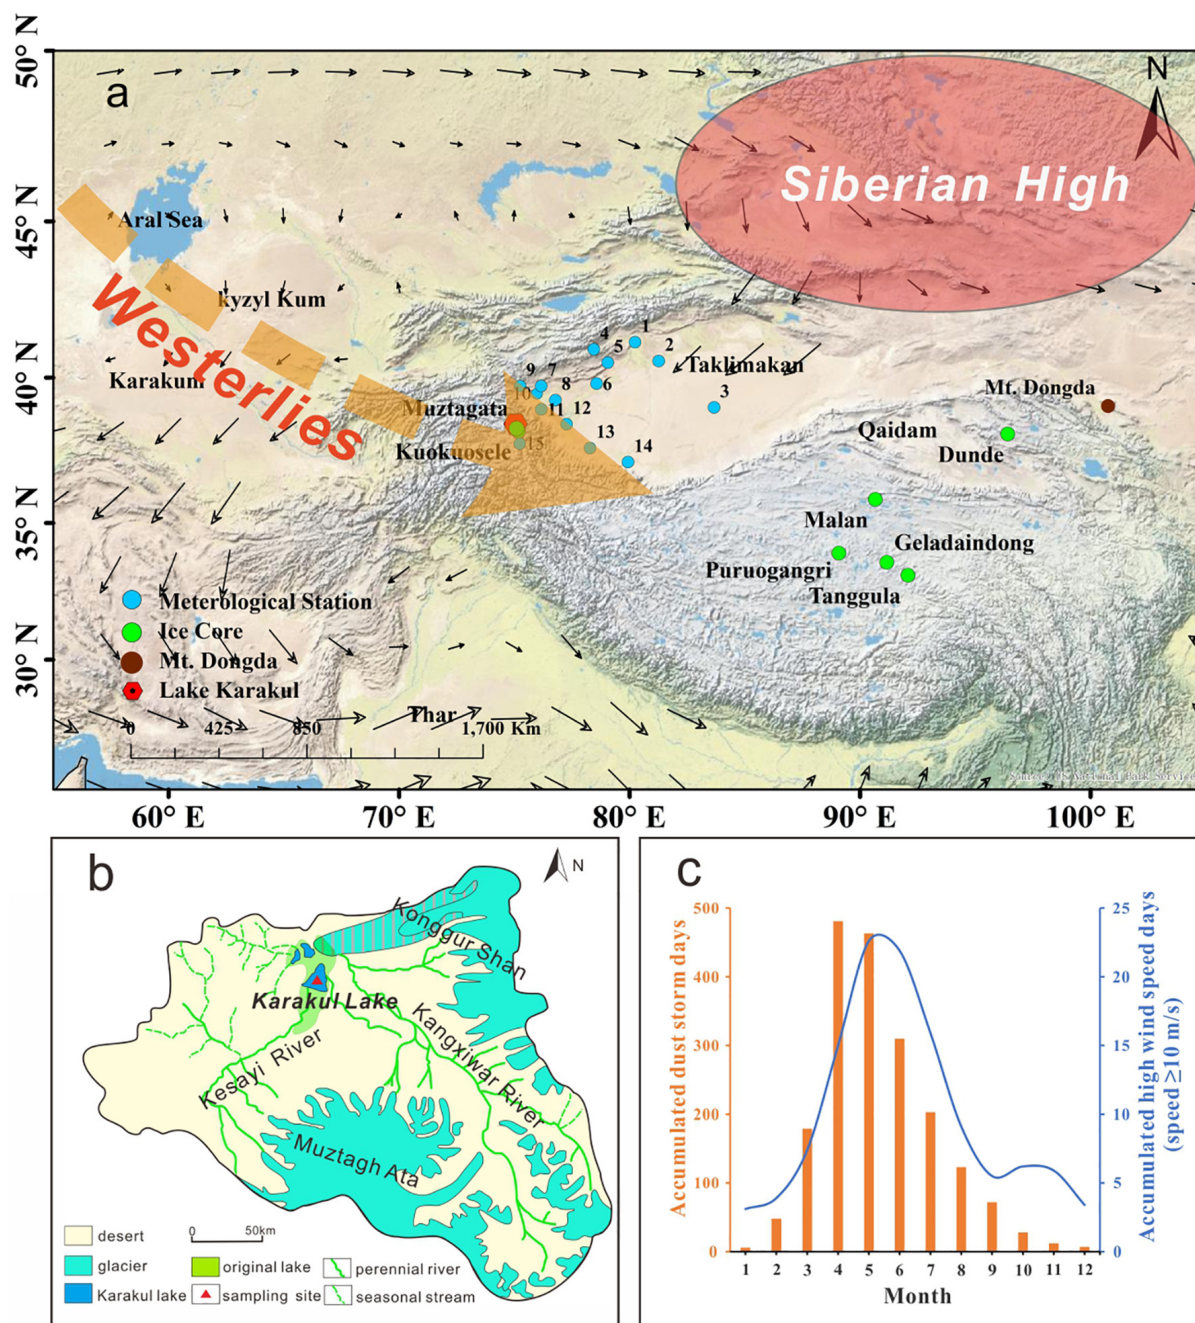 50° N
45° N
40° N
35° N
30° N
a
N
Siberian High
Aral Sea
kyzyl Kum
Westerlies
Karakum
Taklimakan
Muztagata
Kuokuosele
1
2
3
4
5
6
7
8
9
10
11
12
13
14
15
Mt. Dongda
Qaidam
Dunde
Malan
Geladaindong
Puruogangri
Tanggula
Meterological Station
Ice Core
Mt. Dongda
Lake Karakul
Thar
0 425 850 1,700 Km
Source: US National Park Service
60° E 70° E 80° E 90° E 100° E
b
N
Konggur Shan
Karakul Lake
Kangxiwar River
Kesayi River
Muztagh Ata
desert
0 50km
glacier
original lake
perennial river
Karakul lake
sampling site
seasonal stream
c
Accumulated dust storm days
500
400
300
200
100
0
25
20
15
10
5
0
Accumulated high wind speed days
(speed ≥10 m/s)
1 2 3 4 5 6 7 8 9 10 11 12
Month